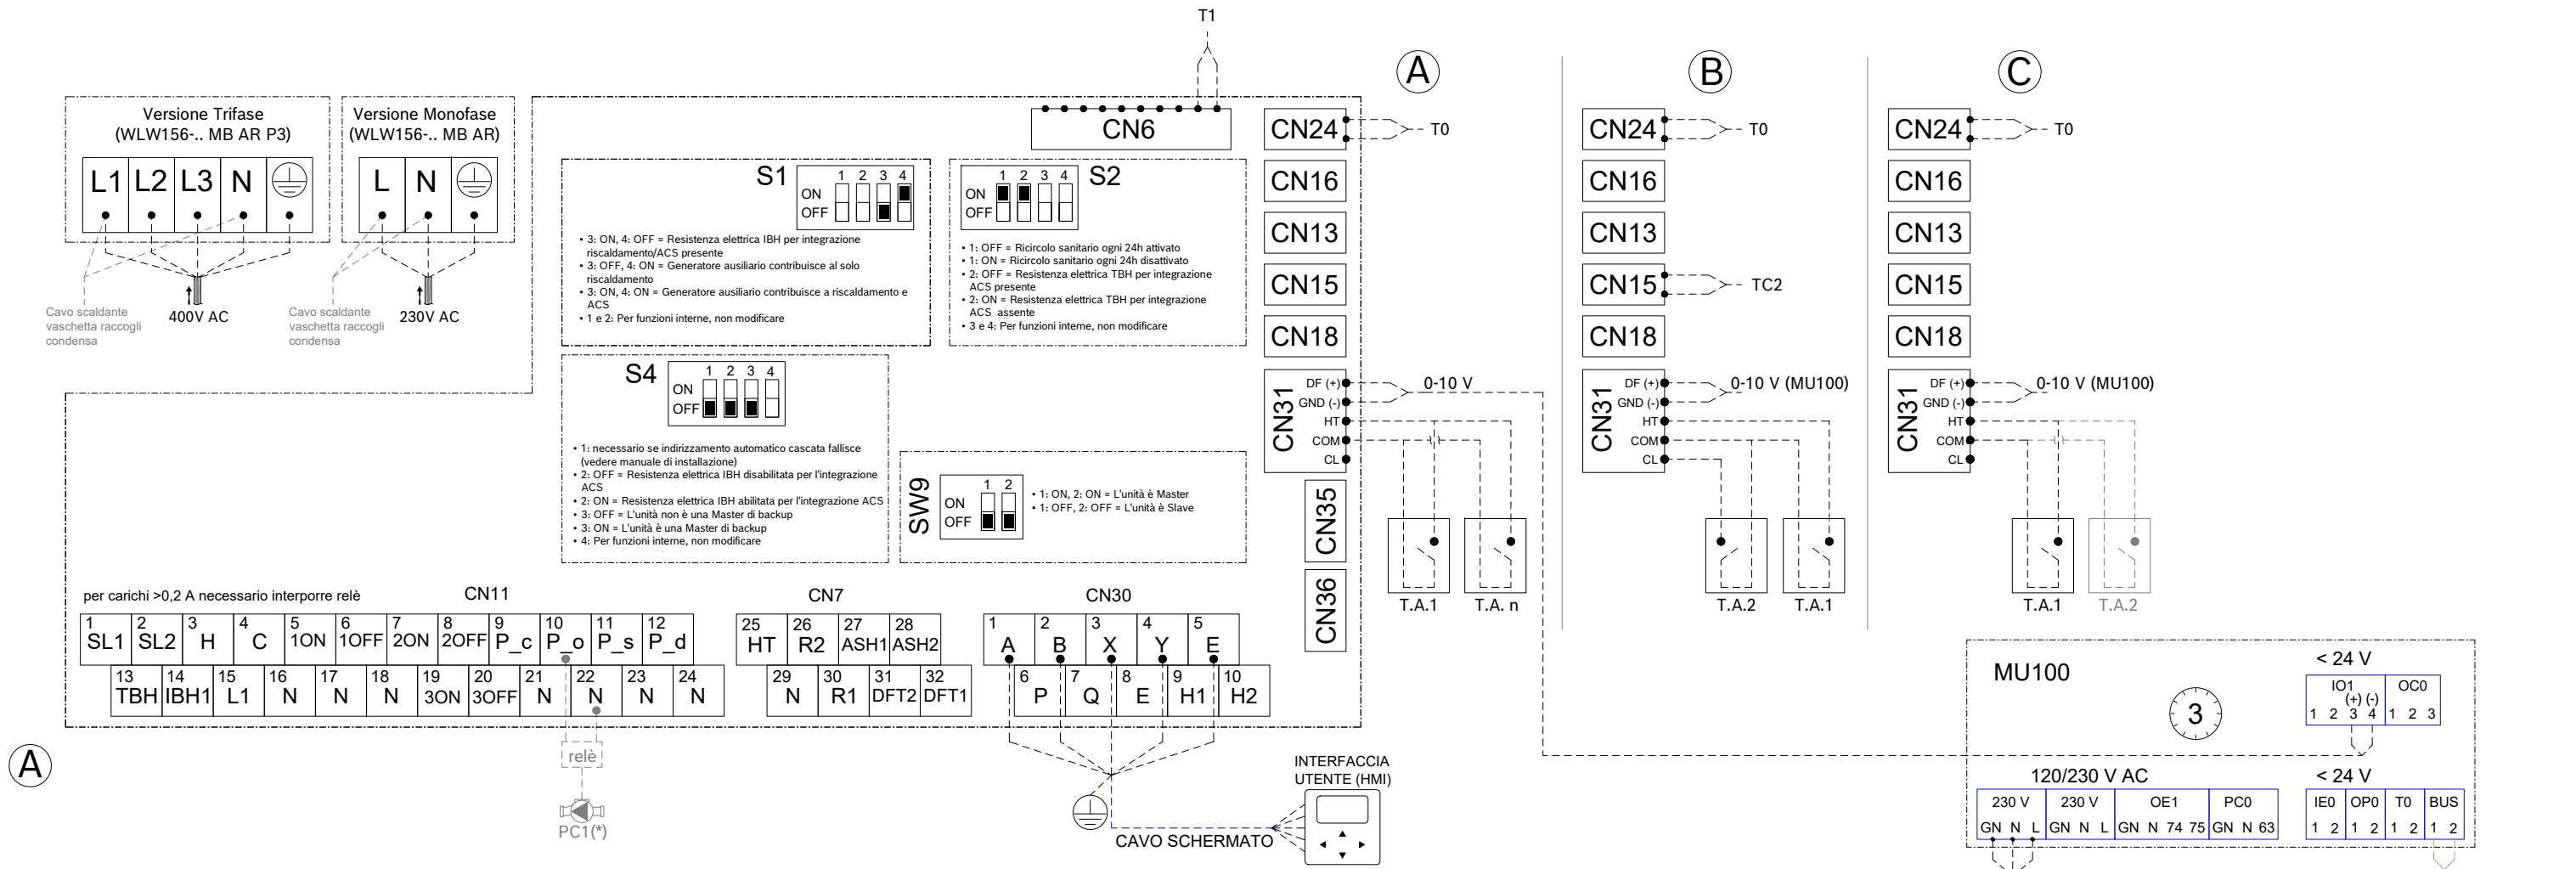 T1
A
B
C
Versione Trifase
(WLW156-.. MB AR P3)
L1 L2 L3 N
400V AC
Cavo scaldante
vaschetta raccogli
condensa
Versione Monofase
(WLW156-.. MB AR)
L N
230V AC
Cavo scaldante
vaschetta raccogli
condensa
CN6
S1
1 2 3 4
ON
OFF
• 3: ON, 4: OFF = Resistenza elettrica IBH per integrazione
riscaldamento/ACS presente
• 3: OFF, 4: ON = Generatore ausiliario contribuisce al solo
riscaldamento
• 3: ON, 4: ON = Generatore ausiliario contribuisce a riscaldamento e
ACS
• 1 e 2: Per funzioni interne, non modificare
S2
1 2 3 4
ON
OFF
• 1: OFF = Ricircolo sanitario ogni 24h attivato
• 1: ON = Ricircolo sanitario ogni 24h disattivato
• 2: OFF = Resistenza elettrica TBH per integrazione
ACS presente
• 2: ON = Resistenza elettrica TBH per integrazione
ACS assente
• 3 e 4: Per funzioni interne, non modificare
S4
1 2 3 4
ON
OFF
• 1: necessario se indirizzamento automatico cascata fallisce
(vedere manuale di installazione)
• 2: OFF = Resistenza elettrica IBH disabilitata per l'integrazione
ACS
• 2: ON = Resistenza elettrica IBH abilitata per l'integrazione ACS
• 3: OFF = L'unità non è una Master di backup
• 3: ON = L'unità è una Master di backup
• 4: Per funzioni interne, non modificare
SW9
1 2
ON
OFF
• 1: ON, 2: ON = L'unità è Master
• 1: OFF, 2: OFF = L'unità è Slave
CN24
T0
CN16
CN13
CN15
CN18
CN31
DF (+)
GND (-)
HT
COM
CL
0-10 V
CN35
CN36
T.A.1
T.A. n
CN24
T0
CN16
CN13
CN15
TC2
CN18
CN31
DF (+)
GND (-)
HT
COM
CL
0-10 V (MU100)
T.A.2
T.A.1
CN24
T0
CN16
CN13
CN15
CN18
CN31
DF (+)
GND (-)
HT
COM
CL
0-10 V (MU100)
T.A.1
T.A.2
per carichi >0,2 A necessario interporre relè
CN11
1 2 3 4 5 6 7 8 9 10 11 12
SL1 SL2 H C 1ON 1OFF 2ON 2OFF P_c P_o P_s P_d
13 14 15 16 17 18 19 20 21 22 23 24
TBH IBH1 L1 N N N 3ON 3OFF N N N N
CN7
25 26 27 28
HT R2 ASH1 ASH2
29 30 31 32
N R1 DFT2 DFT1
CN30
1 2 3 4 5
A B X Y E
6 7 8 9 10
P Q E H1 H2
A
relè
PC1(*)
INTERFACCIA
UTENTE (HMI)
CAVO SCHERMATO
MU100
3
< 24 V
IO1 OC0
(+) (-)
1 2 3 4 1 2 3
120/230 V AC
230 V 230 V OE1 PC0
GN N L GN N L GN N 74 75 GN N 63
< 24 V
IE0 OP0 T0 BUS
1 2 1 2 1 2 1 2